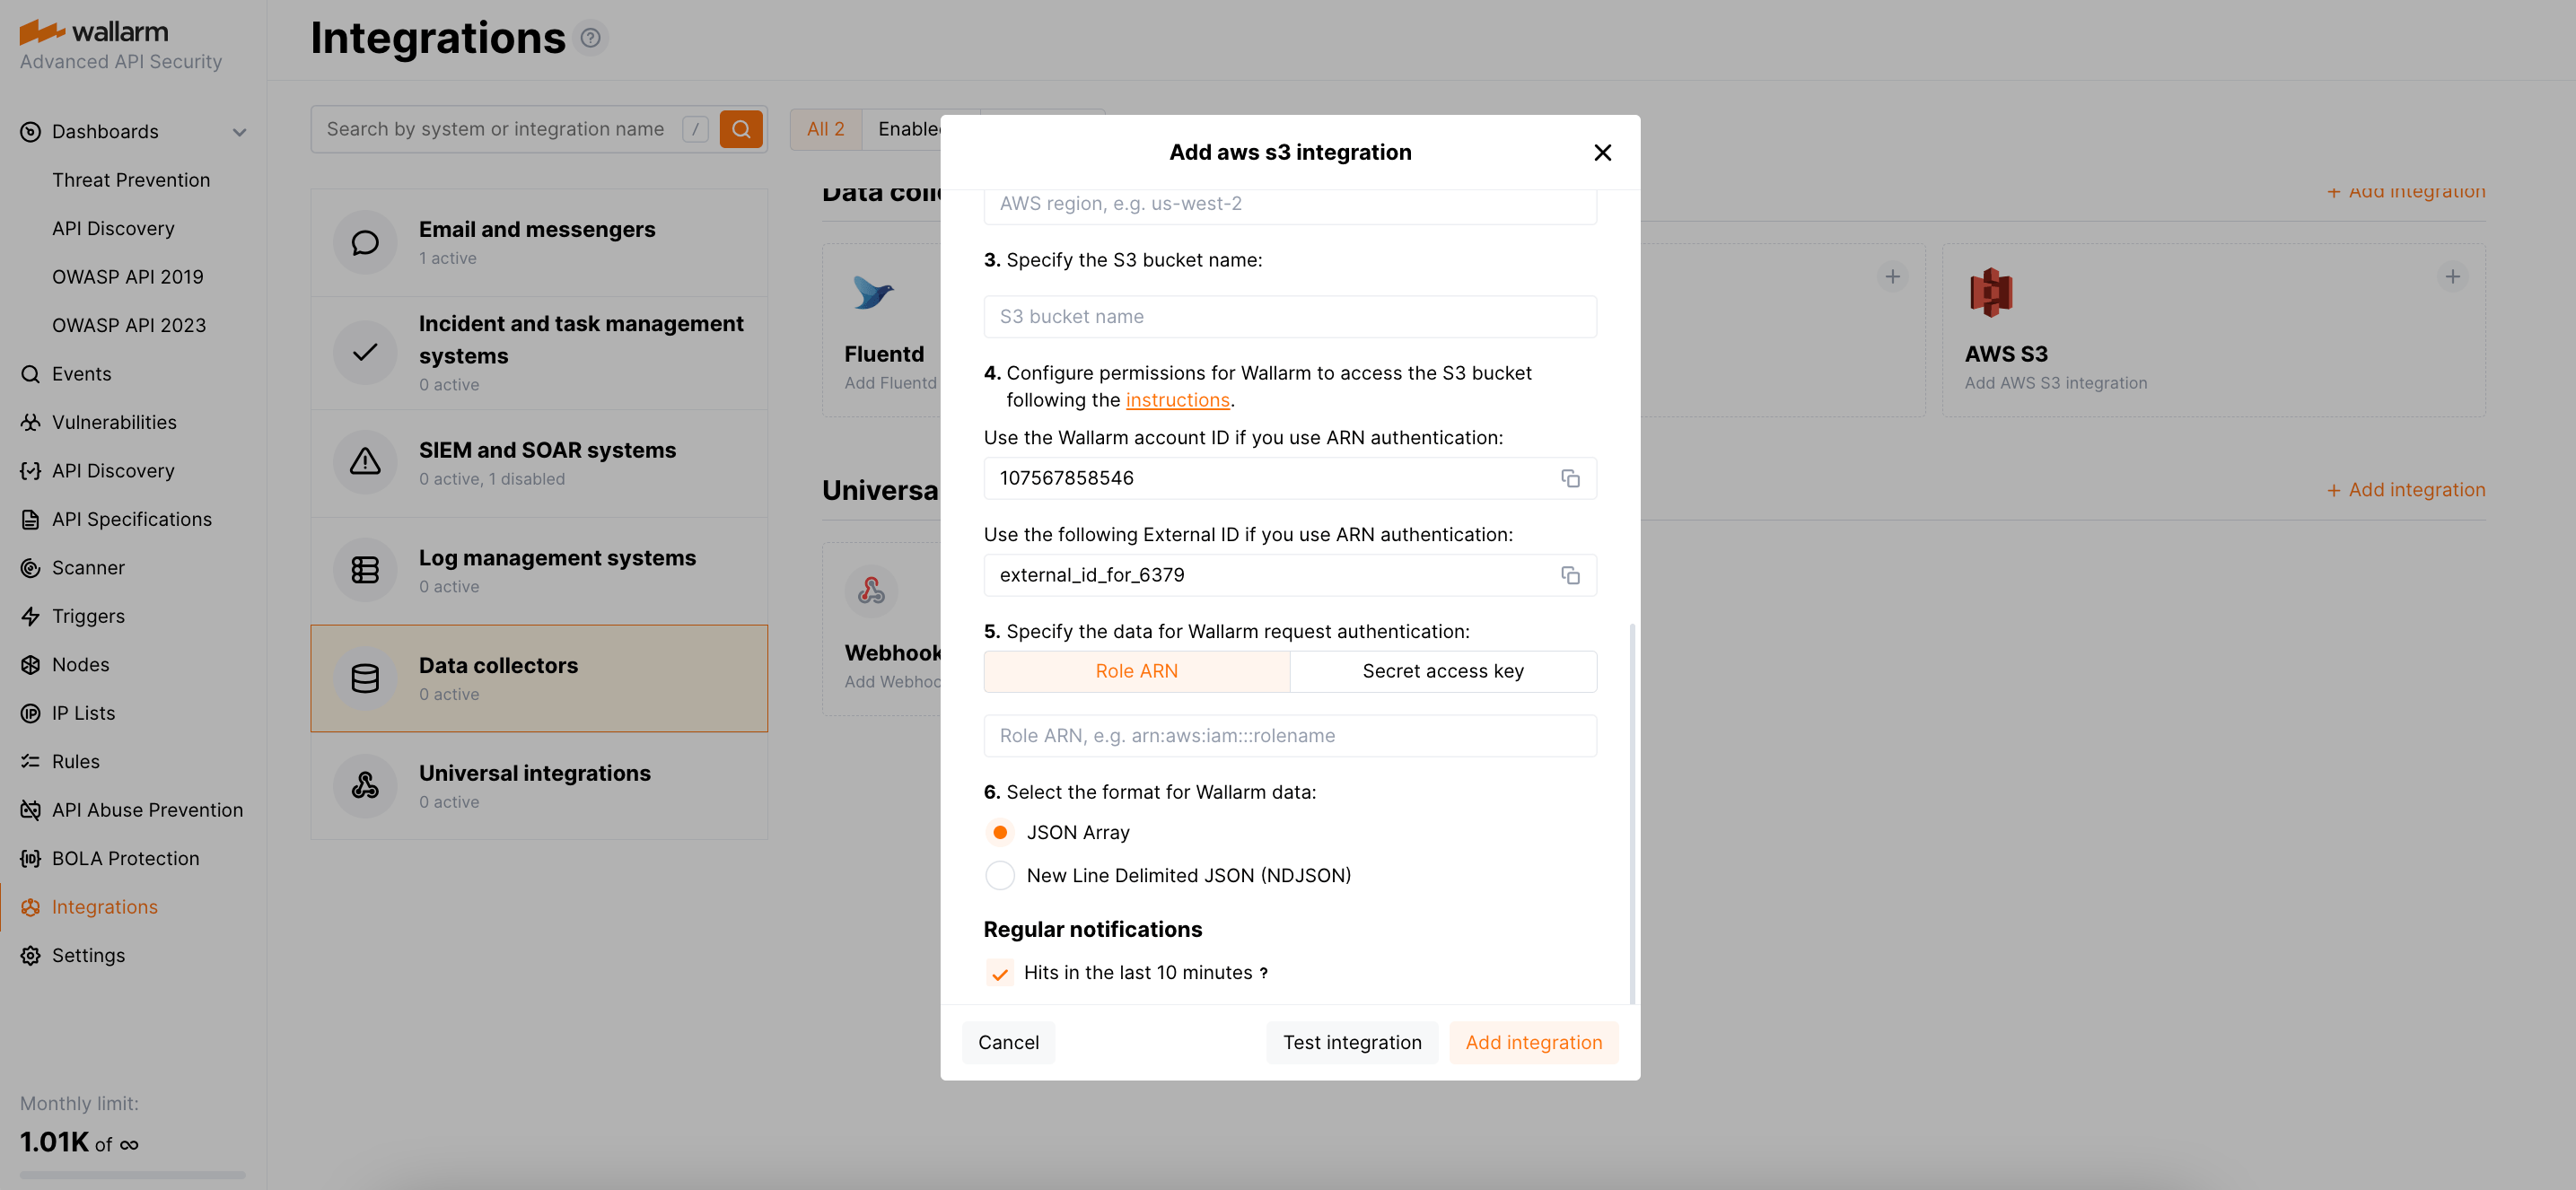 wallarm
Advanced API Security
Dashboards
Threat Prevention
API Discovery
OWASP API 2019
OWASP API 2023
Events
Vulnerabilities
API Discovery
API Specifications
Scanner
Triggers
Nodes
IP Lists
Rules
API Abuse Prevention
BOLA Protection
Integrations
Settings
Monthly limit:
1.01K of ∞
Integrations ?
Search by system or integration name /
All 2
Enable
Email and messengers
1 active
Incident and task management
systems
0 active
SIEM and SOAR systems
0 active, 1 disabled
Log management systems
0 active
Data collectors
0 active
Universal integrations
0 active
Data colle
+ Add integration
Fluentd
Add Fluentd
AWS S3
Add AWS S3 integration
Universa
+ Add integration
Webhook
Add Webhoo
Add aws s3 integration
AWS region, e.g. us-west-2
3. Specify the S3 bucket name:
S3 bucket name
4. Configure permissions for Wallarm to access the S3 bucket
following the instructions.
Use the Wallarm account ID if you use ARN authentication:
107567858546
Use the following External ID if you use ARN authentication:
external_id_for_6379
5. Specify the data for Wallarm request authentication:
Role ARN
Secret access key
Role ARN, e.g. arn:aws:iam:::rolename
6. Select the format for Wallarm data:
JSON Array
New Line Delimited JSON (NDJSON)
Regular notifications
Hits in the last 10 minutes ?
Cancel
Test integration
Add integration